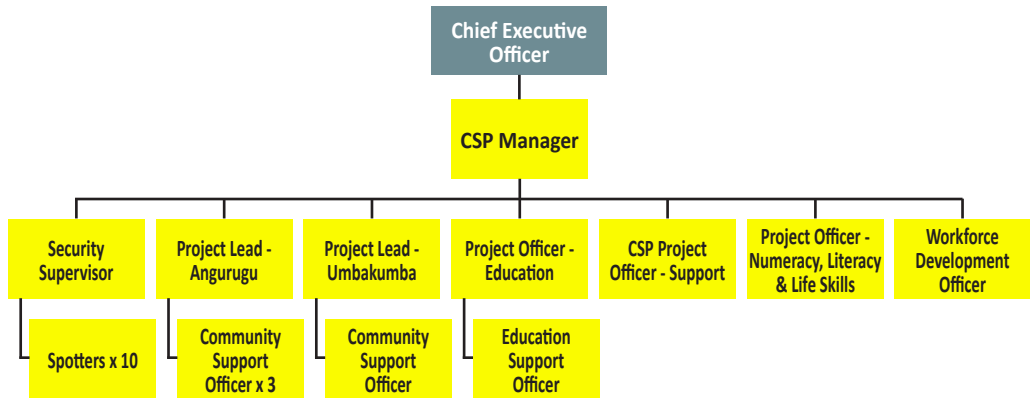 Chief Executive
Officer
CSP Manager
Security
Supervisor
Project Lead -
Angurugu
Project Lead -
Umbakumba
Project Officer -
Education
CSP Project
Officer - Support
Project Officer -
Numeracy, Literacy
& Life Skills
Workforce
Development
Officer
Spotters x 10
Community
Support
Officer x 3
Community
Support
Officer
Education
Support
Officer